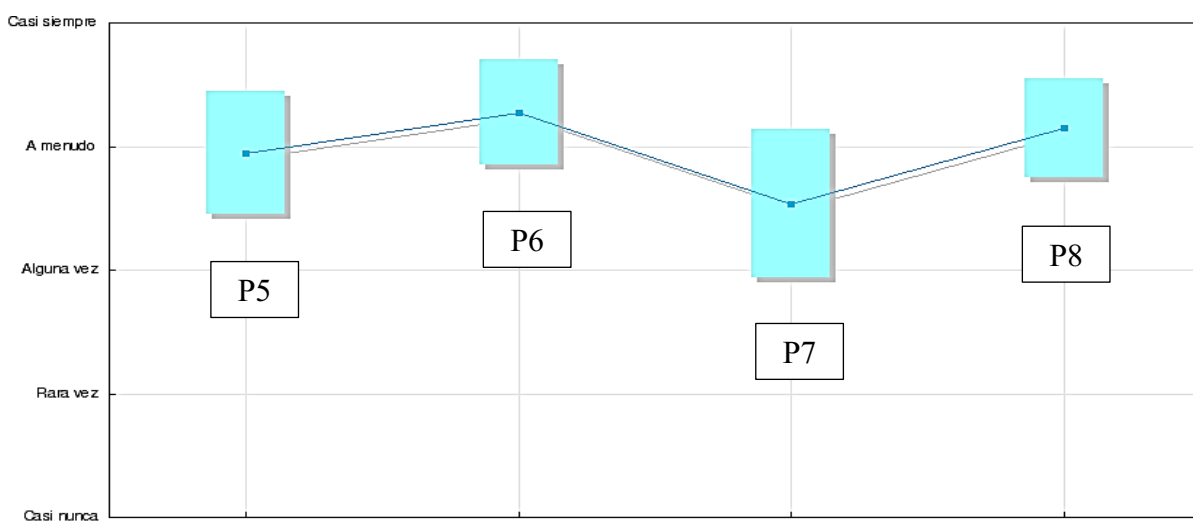 Casi siempre
A menudo
Alguna vez
Rara vez
Casi nunca
P5
P6
P7
P8